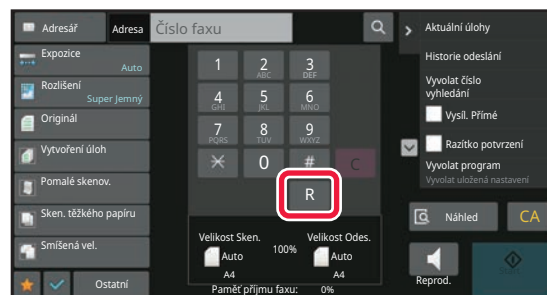 Adresář
Adresa
Číslo faxu
Expozice
Auto
Rozlišení
Super Jemný
Originál
Vytvoření úloh
Pomalé skenov.
Sken. těžkého papíru
Smíšená vel.
Ostatní
1
2
ABC
3
DEF
4
GHI
5
JKL
6
MNO
7
PQRS
8
TUV
9
WXYZ
0
#
C
R
Velikost Sken.
100%
Velikost Odes.
Auto
Auto
A4
A4
Paměť příjmu faxu: 0%
Aktuální úlohy
Historie odeslání
Vyvolat číslo
vyhledání
Vysíl. Přímé
Razítko potvrzení
Vyvolat program
Vyvolat uložená nastavení
Náhled
CA
Reprod.